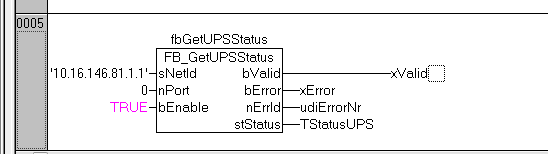 0005
fbGetUPSStatus
FB_GetUPSStatus
'10.16.146.81.1.1' sNetId bValid xValid
0 nPort bError xError
TRUE bEnable nErrId udiErrorNr
stStatus TStatusUPS